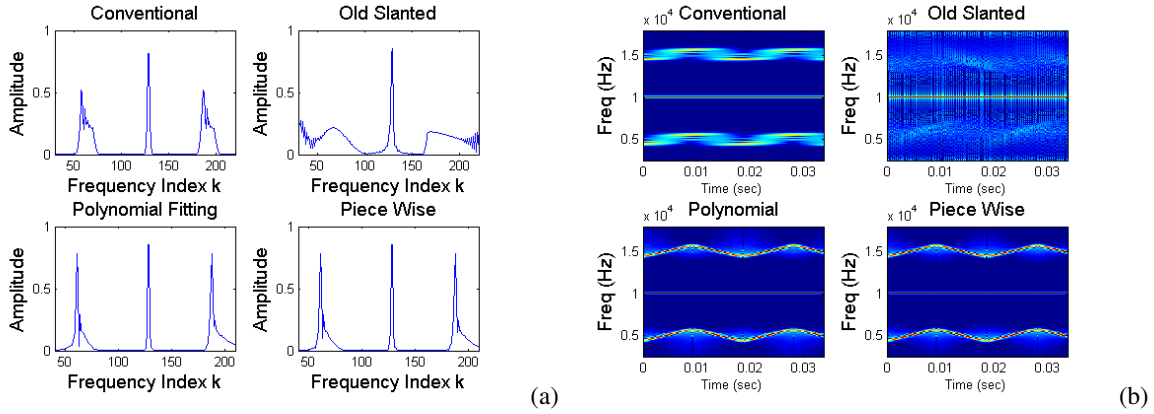 Conventional
1
0.5
0
Amplitude
50 100 150 200
Frequency Index k
Old Slanted
1
0.5
0
Amplitude
50 100 150 200
Frequency Index k
Polynomial Fitting
1
0.5
0
Amplitude
50 100 150 200
Frequency Index k
Piece Wise
1
0.5
0
Amplitude
50 100 150 200
Frequency Index k
(a)
Conventional
x 10^4
1.5
1
0.5
Freq (Hz)
0 0.01 0.02 0.03
Time (sec)
Old Slanted
x 10^4
1.5
1
0.5
Freq (Hz)
0 0.01 0.02 0.03
Time (sec)
Polynomial
x 10^4
1.5
1
0.5
Freq (Hz)
0 0.01 0.02 0.03
Time (sec)
Piece Wise
x 10^4
1.5
1
0.5
Freq (Hz)
0 0.01 0.02 0.03
Time (sec)
(b)